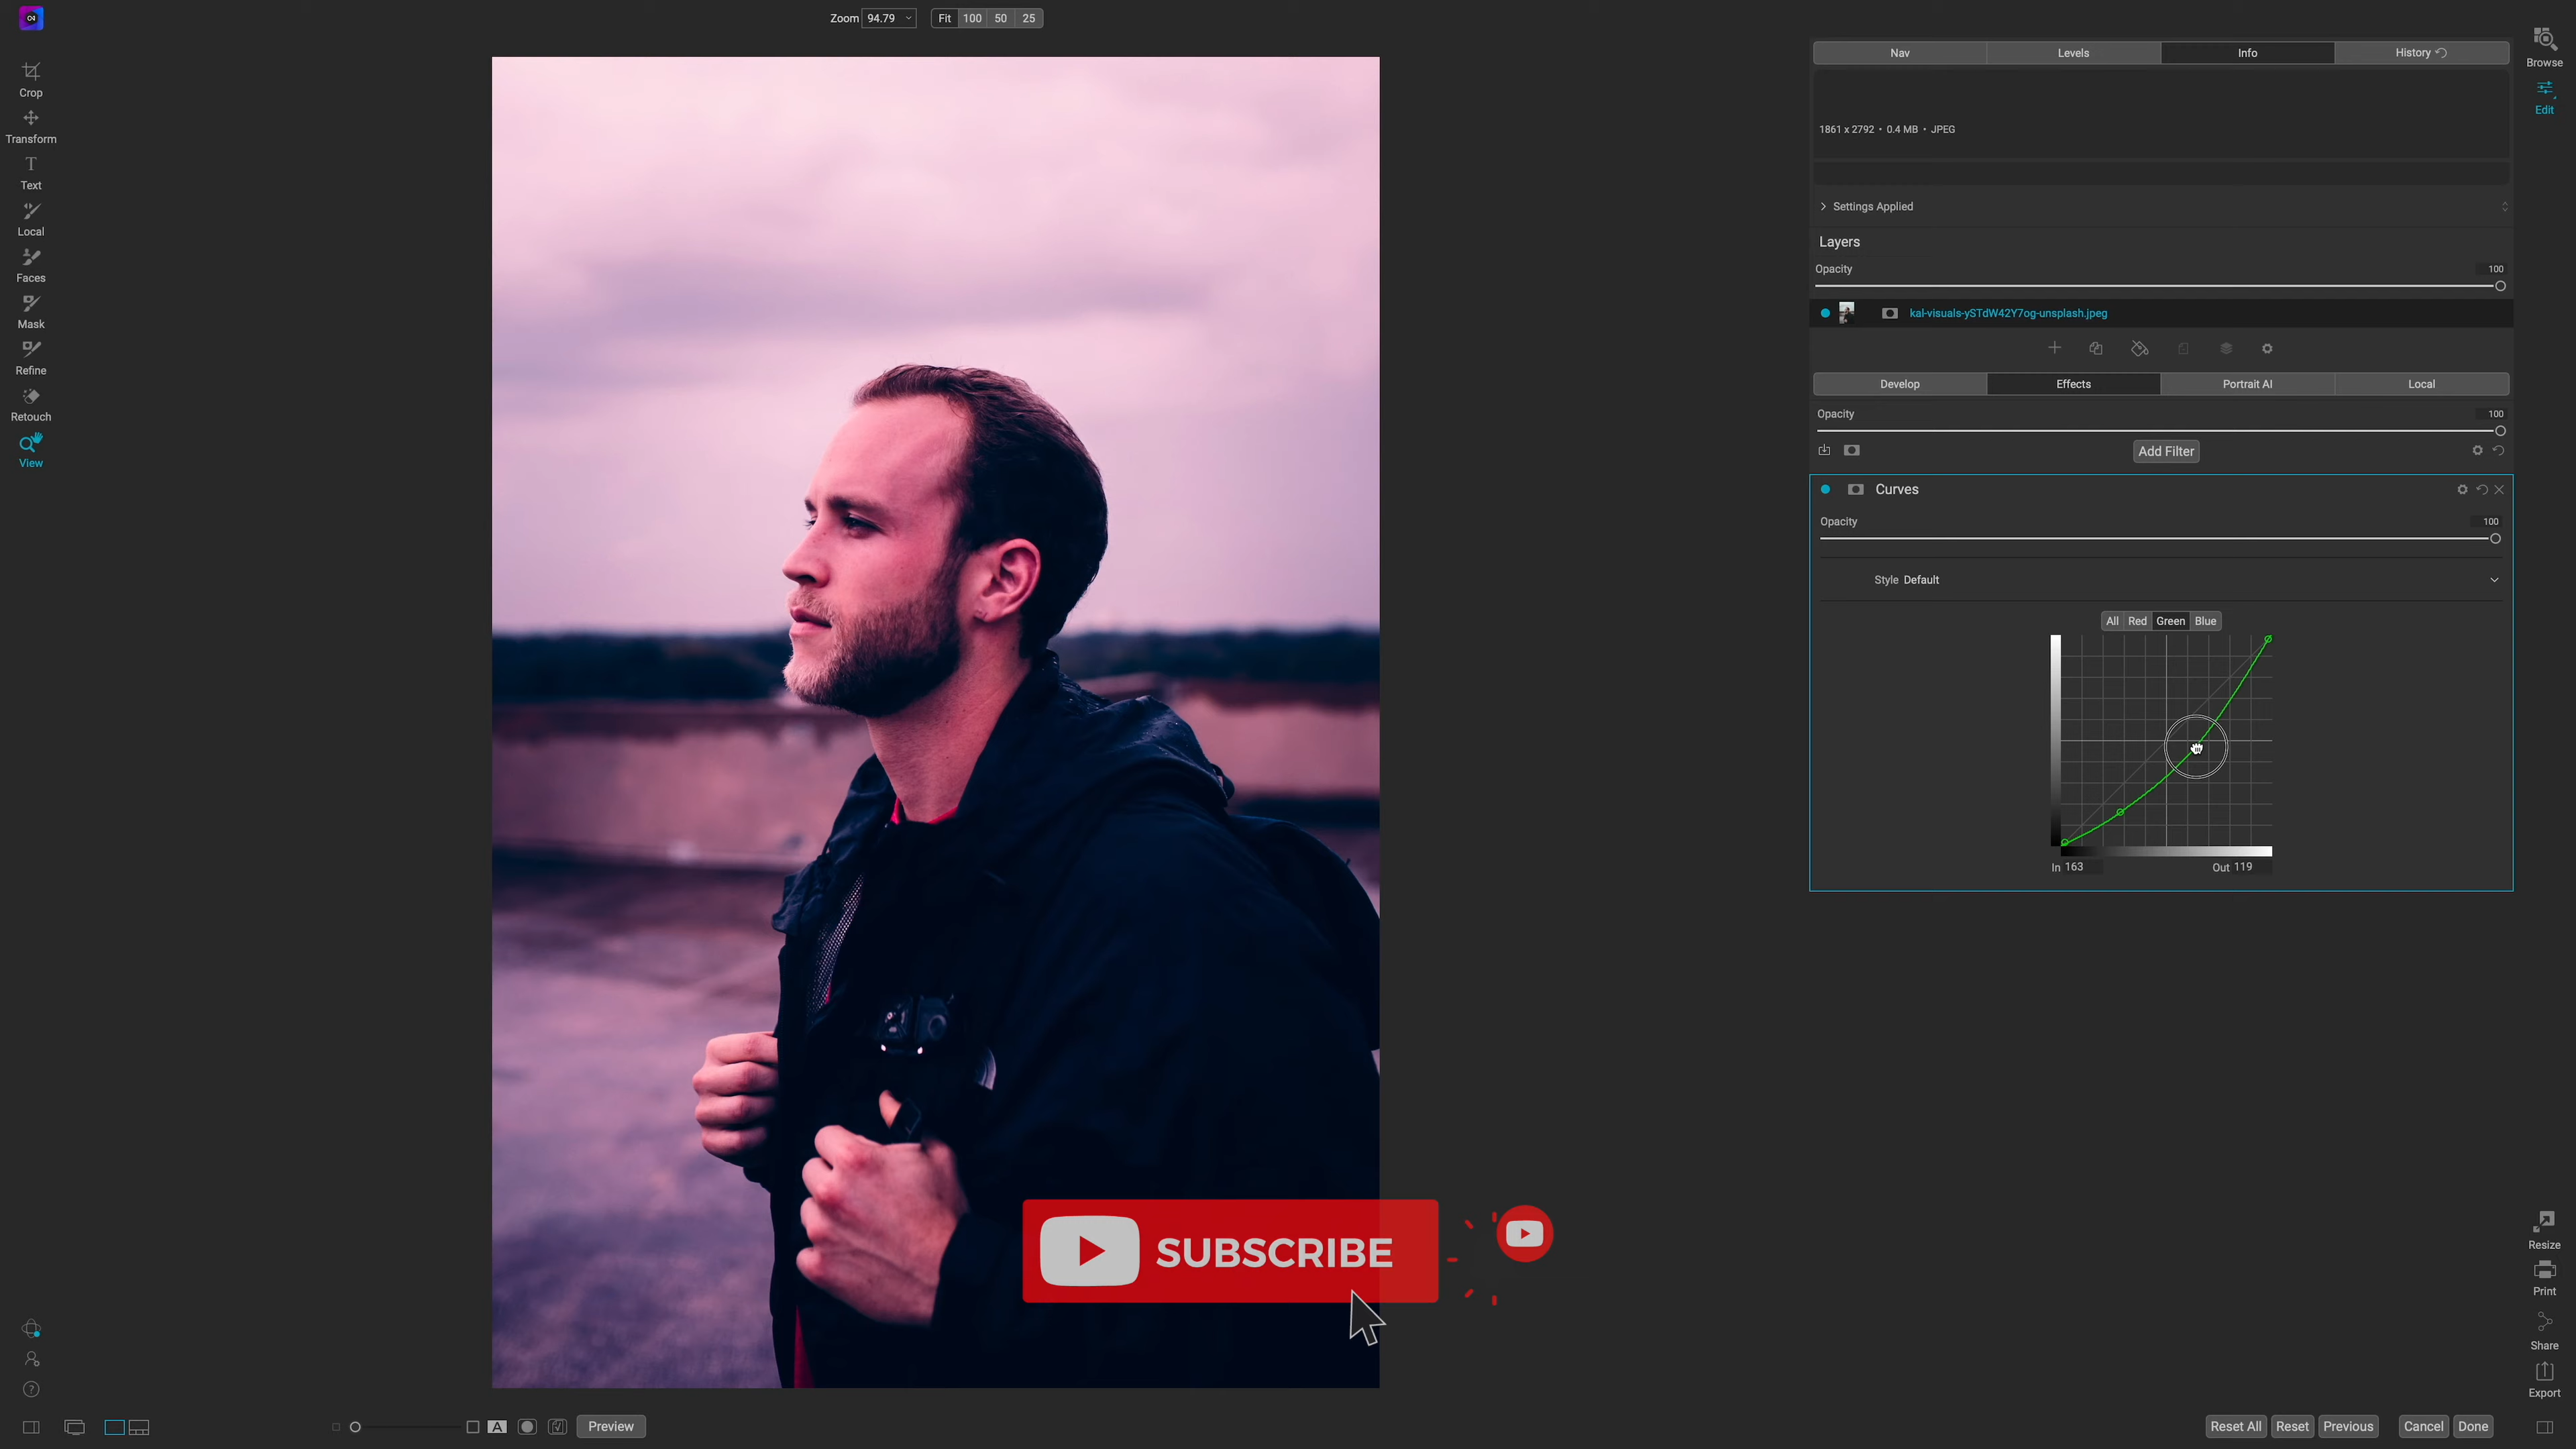 Zoom 94.79 Fit 100 50 25
Crop
Transform
Text
Local
Faces
Mask
Refine
Retouch
View
Nav Levels Info History
1861 x 2792 • 0.4 MB • JPEG
Settings Applied
Layers
Opacity 100
kal-visuals-ySTdW42Y7og-unsplash.jpeg
Develop Effects Portrait AI Local
Opacity 100
Add Filter
Curves
Opacity 100
Style Default
All Red Green Blue
In 163 Out 119
SUBSCRIBE
Browse
Edit
Resize
Print
Share
Export
A Preview
Reset All Reset Previous Cancel Done